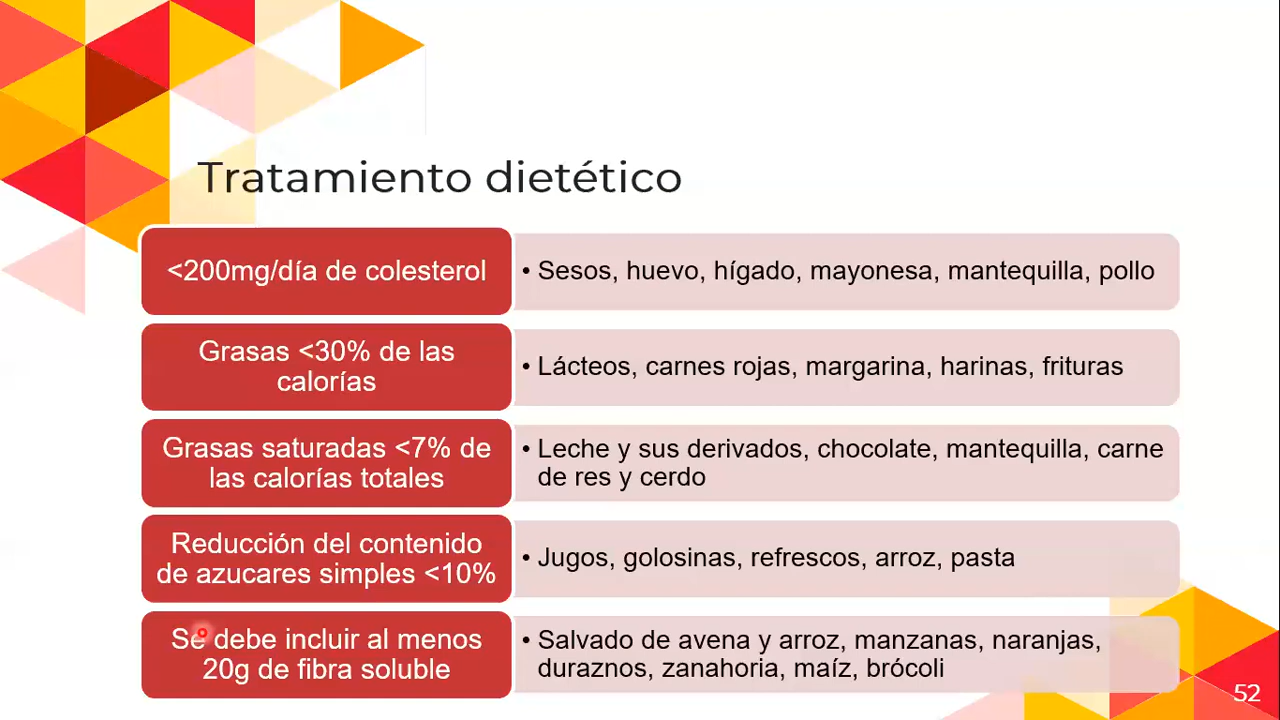 Tratamiento dietético
<200mg/día de colesterol
• Sesos, huevo, hígado, mayonesa, mantequilla, pollo
Grasas <30% de las
calorías
• Lácteos, carnes rojas, margarina, harinas, frituras
Grasas saturadas <7% de
las calorías totales
• Leche y sus derivados, chocolate, mantequilla, carne
de res y cerdo
Reducción del contenido
de azucares simples <10%
• Jugos, golosinas, refrescos, arroz, pasta
Se debe incluir al menos
20g de fibra soluble
• Salvado de avena y arroz, manzanas, naranjas,
duraznos, zanahoria, maíz, brócoli
52